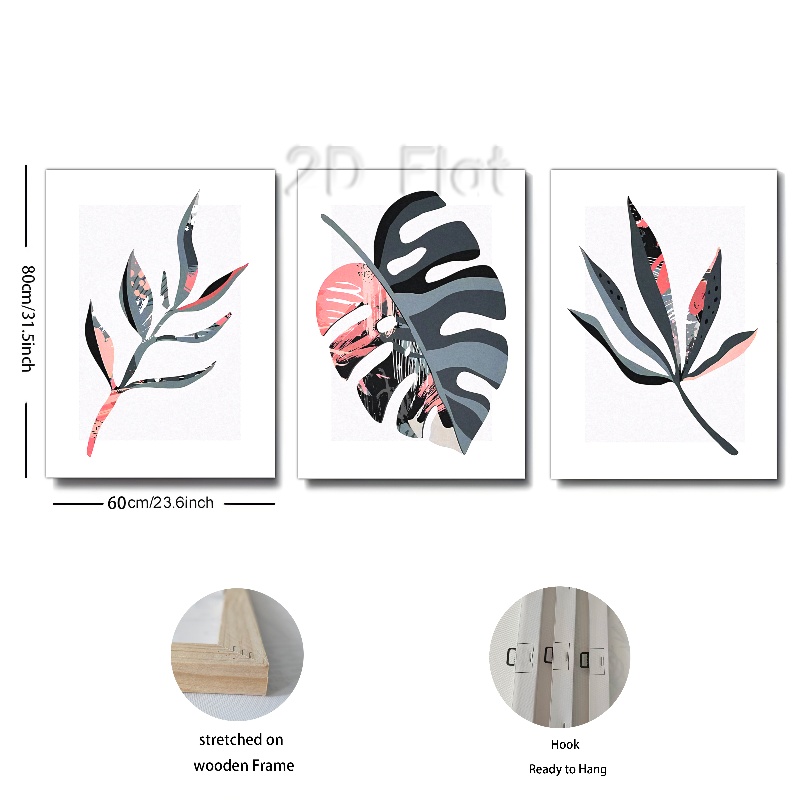 2D Flat
80cm/31.5inch
60cm/23.6inch
stretched on
wooden Frame
Hook
Ready to Hang